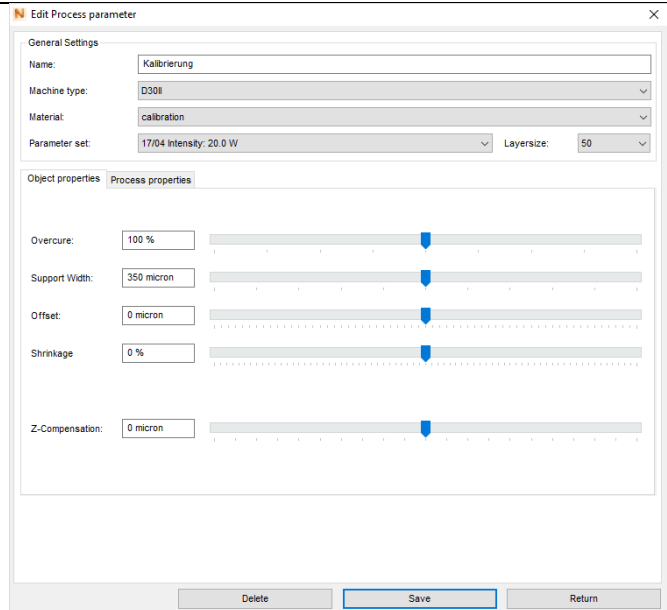 N Edit Process parameter
General Settings
Name: Kalibrierung
Machine type: D30II
Material: calibration
Parameter set: 17/04 Intensity: 20.0 W Layersize: 50
Object properties Process properties
Overcure: 100 %
Support Width: 350 micron
Offset: 0 micron
Shrinkage 0 %
Z-Compensation: 0 micron
Delete Save Return